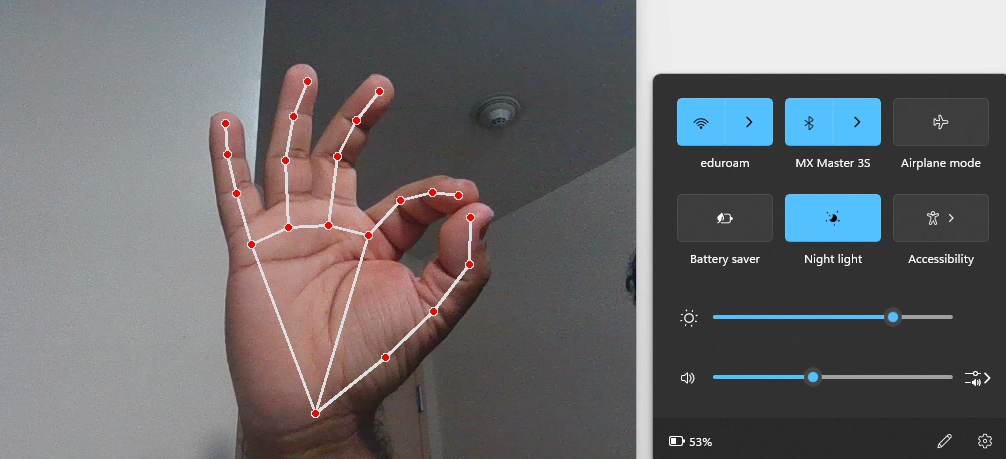 eduroam MX Master 3S Airplane mode
Battery saver Night light Accessibility
53%